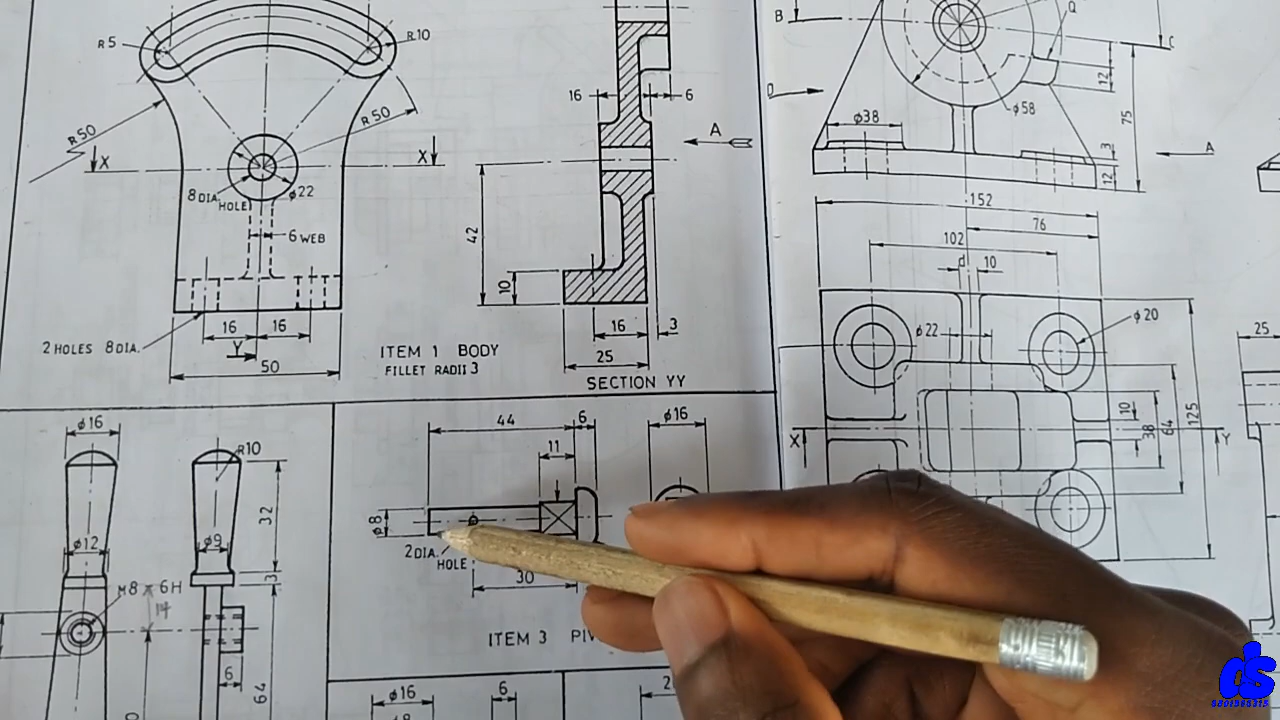 R5
R10
R50
R50
X
X
8 DIA.
HOLE
φ22
6 WEB
16
16
Y
2 HOLES 8 DIA.
50
16
6
A
42
10
16
3
25
ITEM 1 BODY
FILLET RADII 3
SECTION YY
B
Q
C
12
D
φ58
φ38
75
3
12
A
152
76
102
d
10
φ22
φ20
25
10
38
64
125
X
Y
φ16
R10
32
φ12
φ9
3
M8 x 6H
14
6
64
44
6
φ16
11
φ8
2 DIA.
HOLE
30
ITEM 3
φ16
6